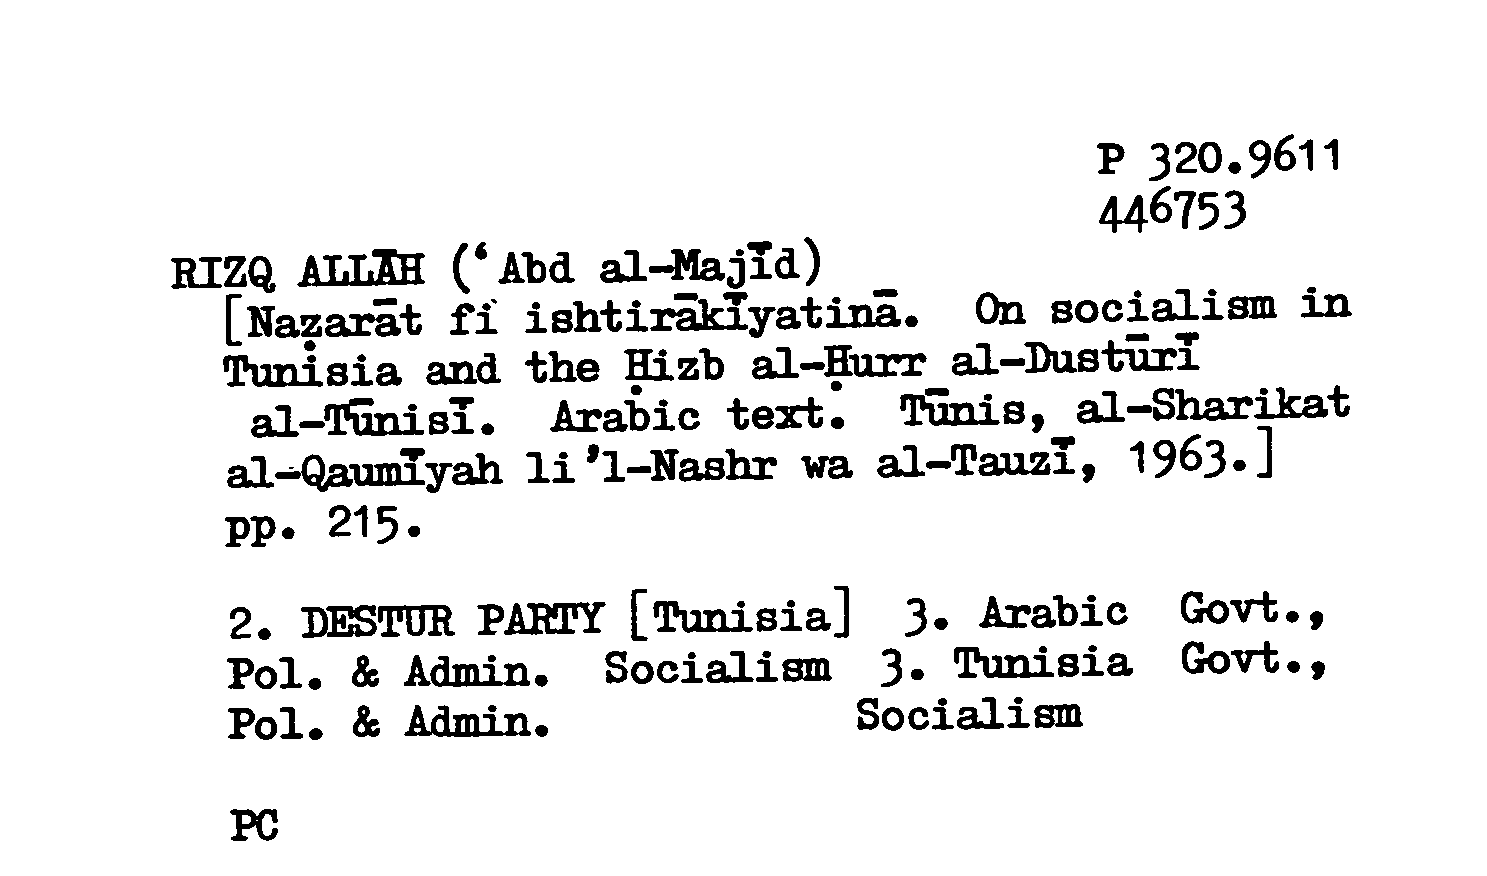 P 320.9611
446753
RIZQ ALLĀH (‘Abd al-Majīd)
[Naẓarāt fi ishtirākīyatinā. On socialism in
Tunisia and the Ḥizb al-Ḥurr al-Dustūrī
al-Tūnisī. Arabic text. Tūnis, al-Sharikat
al-Qaumīyah li'l-Nashr wa al-Tauzī, 1963.]
pp. 215.
2. DESTUR PARTY [Tunisia] 3. Arabic Govt.,
Pol. & Admin. Socialism 3. Tunisia Govt.,
Pol. & Admin. Socialism
PC